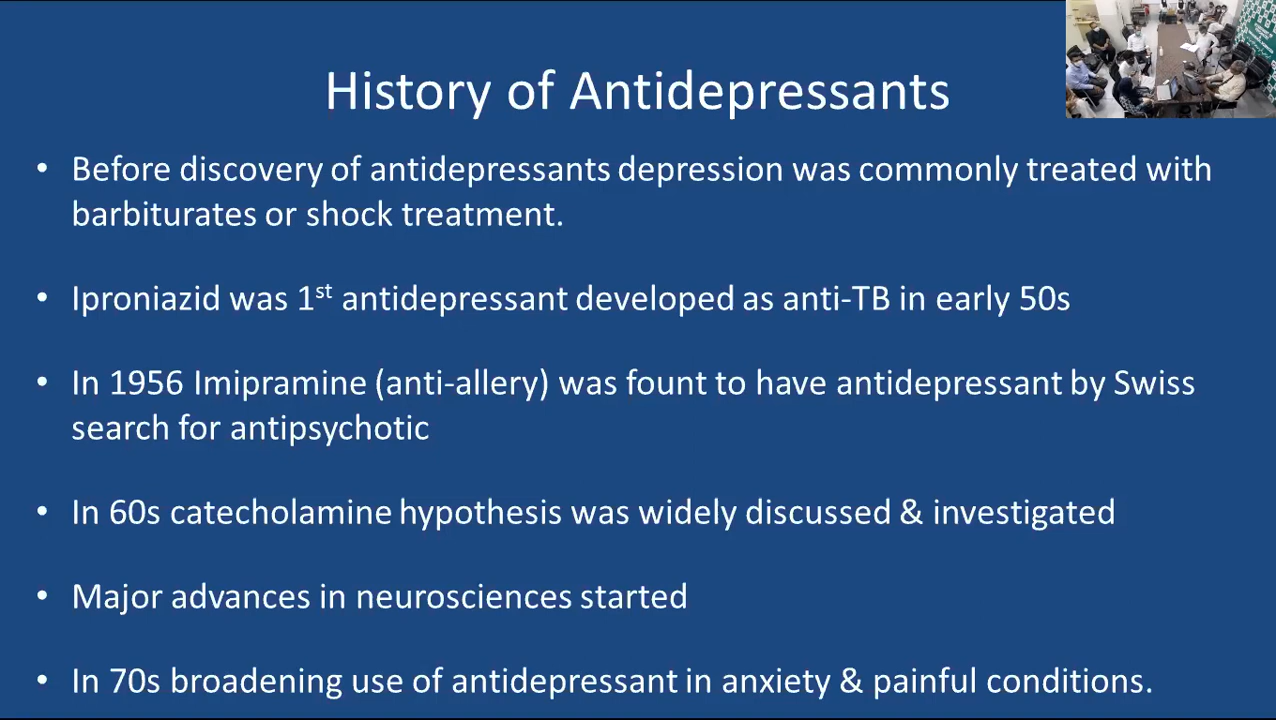 History of Antidepressants
• Before discovery of antidepressants depression was commonly treated with
barbiturates or shock treatment.
• Iproniazid was 1st antidepressant developed as anti-TB in early 50s
• In 1956 Imipramine (anti-allery) was fount to have antidepressant by Swiss
search for antipsychotic
• In 60s catecholamine hypothesis was widely discussed & investigated
• Major advances in neurosciences started
• In 70s broadening use of antidepressant in anxiety & painful conditions.